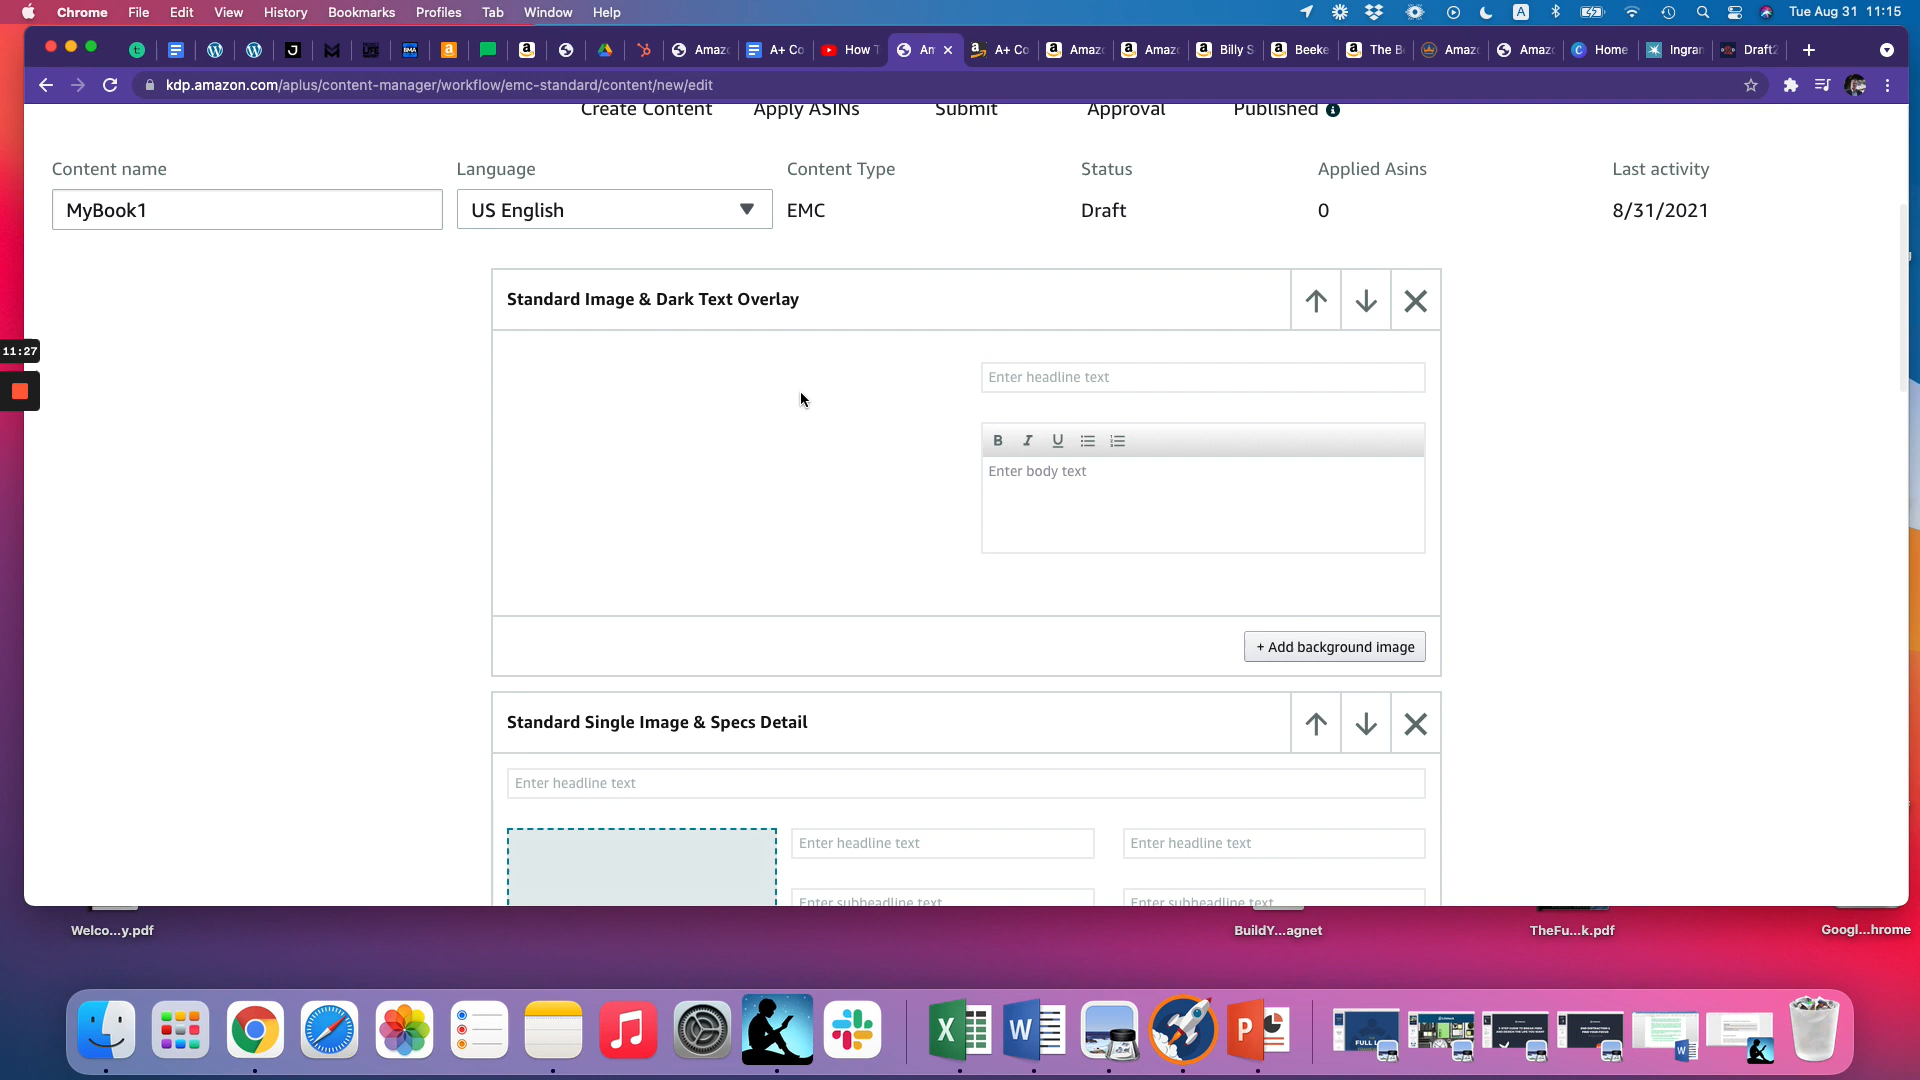 Chrome File Edit View History Bookmarks Profiles Tab Window Help
A
Tue Aug 31 11:15
Amaz
A+ Co
How T
Am
A+ Co
Amaz
Amaz
Billy S
Beeke
The B
Amaz
Amaz
Home
Ingran
Draft2
kdp.amazon.com/aplus/content-manager/workflow/emc-standard/content/new/edit
Create Content Apply ASINs Submit Approval Published
Content name Language Content Type Status Applied Asins Last activity
MyBook1 US English EMC Draft 0 8/31/2021
Standard Image & Dark Text Overlay
11:27
Enter headline text
B I U
Enter body text
+ Add background image
Standard Single Image & Specs Detail
Enter headline text
Enter headline text Enter headline text
Enter subheadline text Enter subheadline text
Welco...y.pdf BuildY...agnet TheFu...k.pdf Googl...hrome
X W P